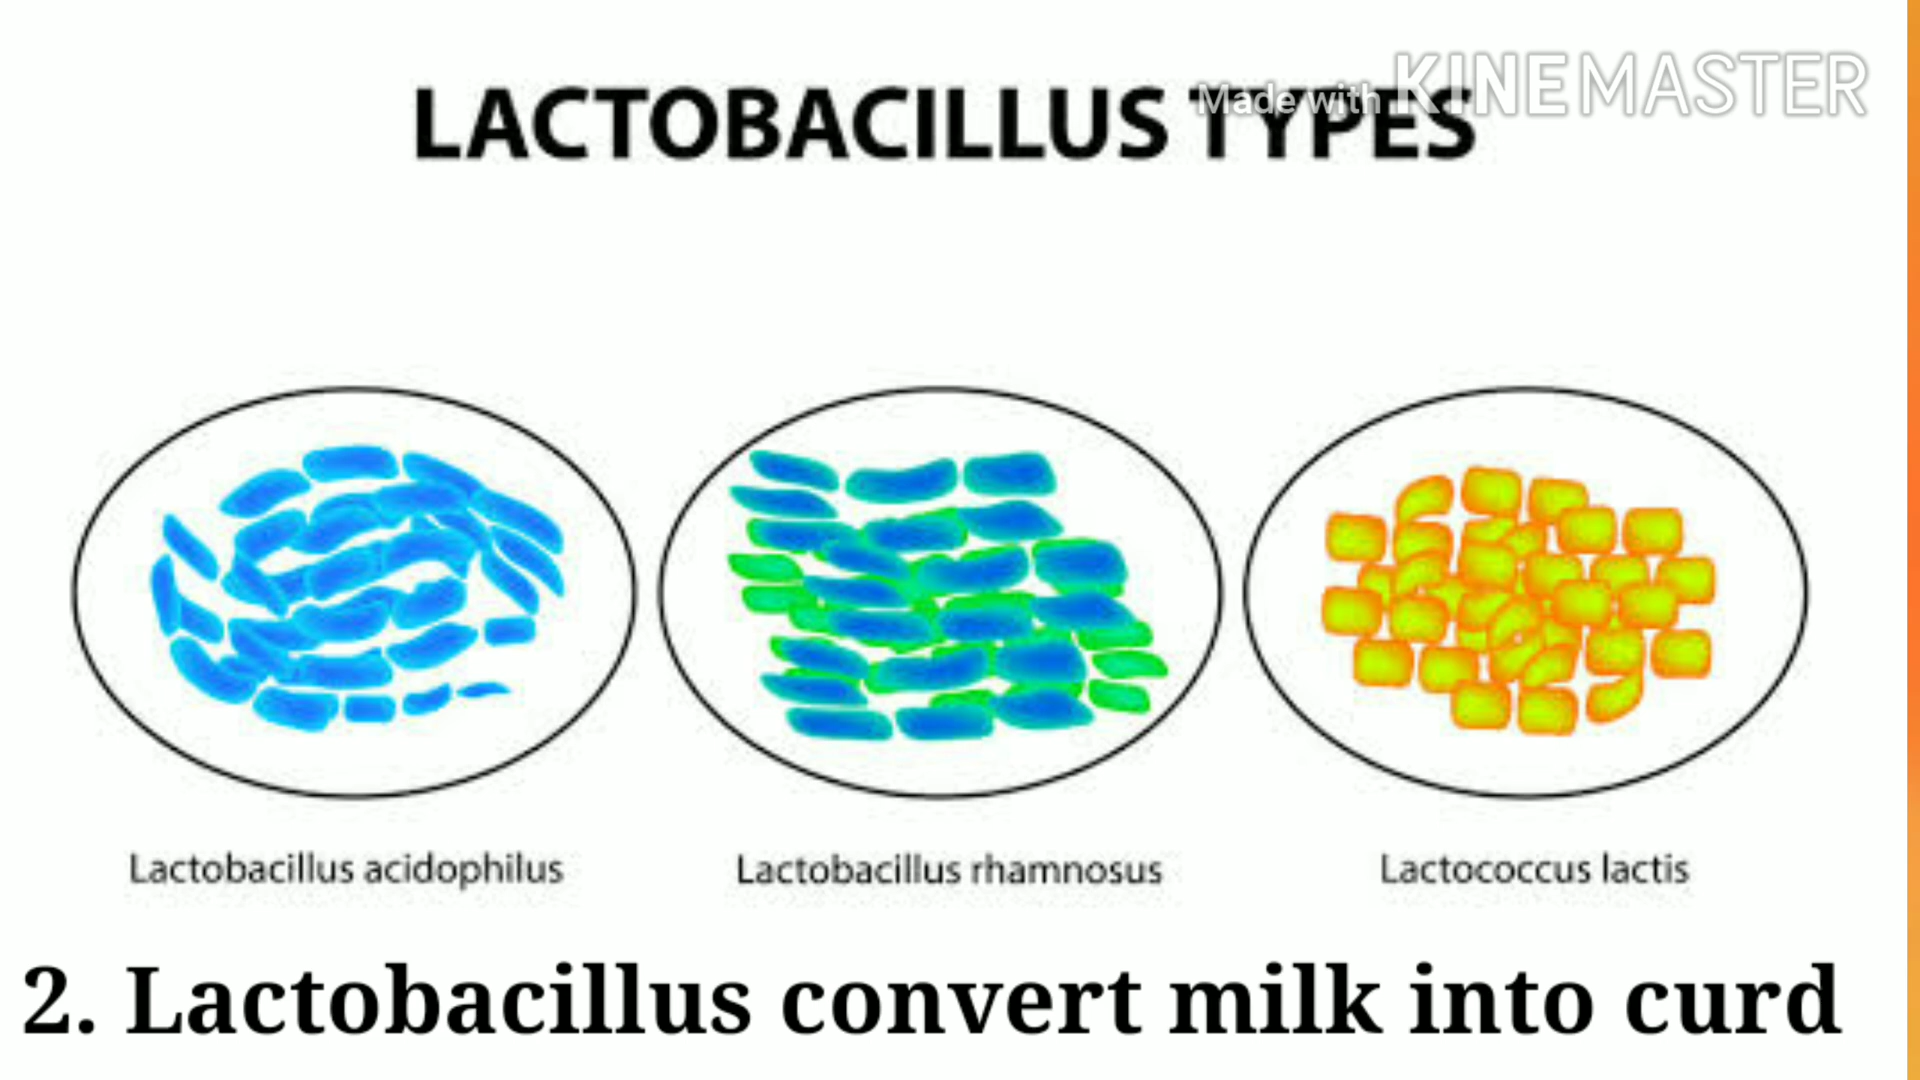 Made with KINEMASTER
LACTOBACILLUS TYPES
Lactobacillus acidophilus
Lactobacillus rhamnosus
Lactococcus lactis
2. Lactobacillus convert milk into curd